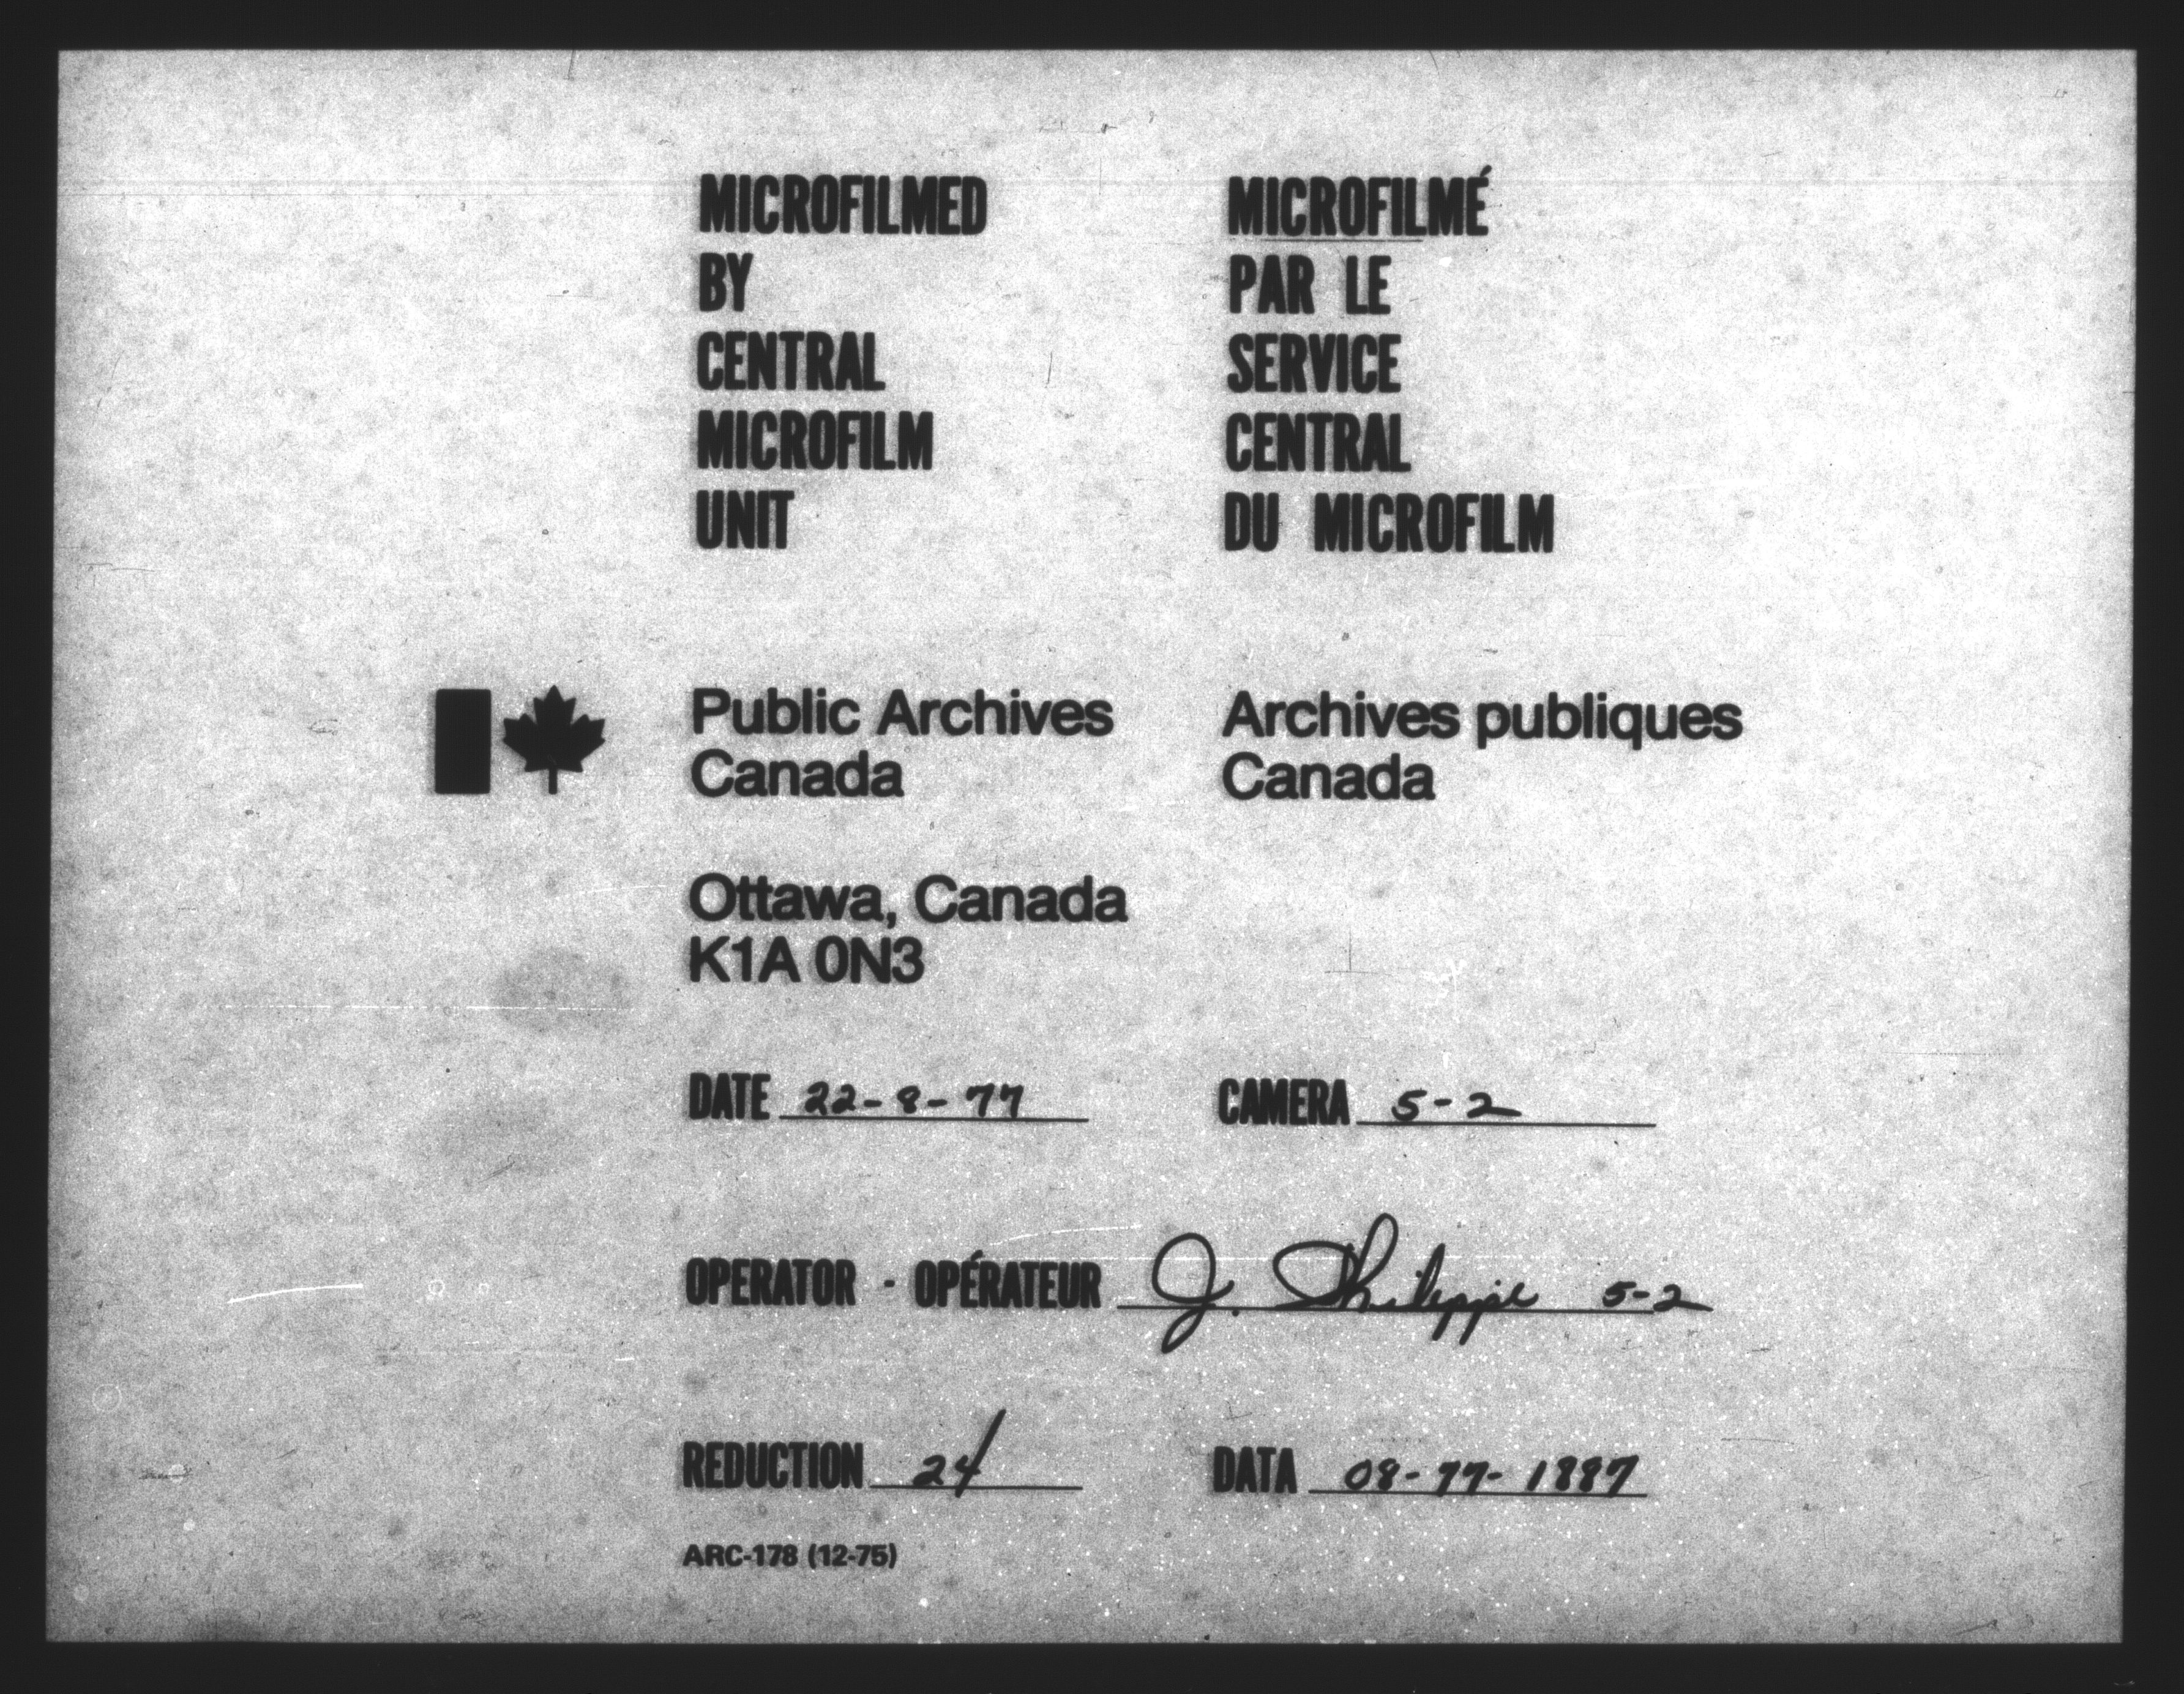 MICROFILMED
BY
CENTRAL
MICROFILM
UNIT
MICROFILMÉ
PAR LE
SERVICE
CENTRAL
DU MICROFILM
Public Archives
Canada
Archives publiques
Canada
Ottawa, Canada
K1A 0N3
DATE 22-8-77
CAMERA 5-2
OPERATOR - OPÉRATEUR J. Philippe 5-2
REDUCTION 24
DATA 08-77-1887
ARC-178 (12-75)